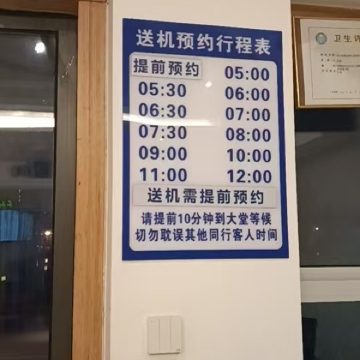 送机预约行程表
提前预约 05:00
05:30 06:00
06:30 07:00
07:30 08:00
09:00 10:00
11:00 12:00
送机需提前预约
请提前10分钟到大堂等候
切勿耽误其他同行客人时间
卫生许